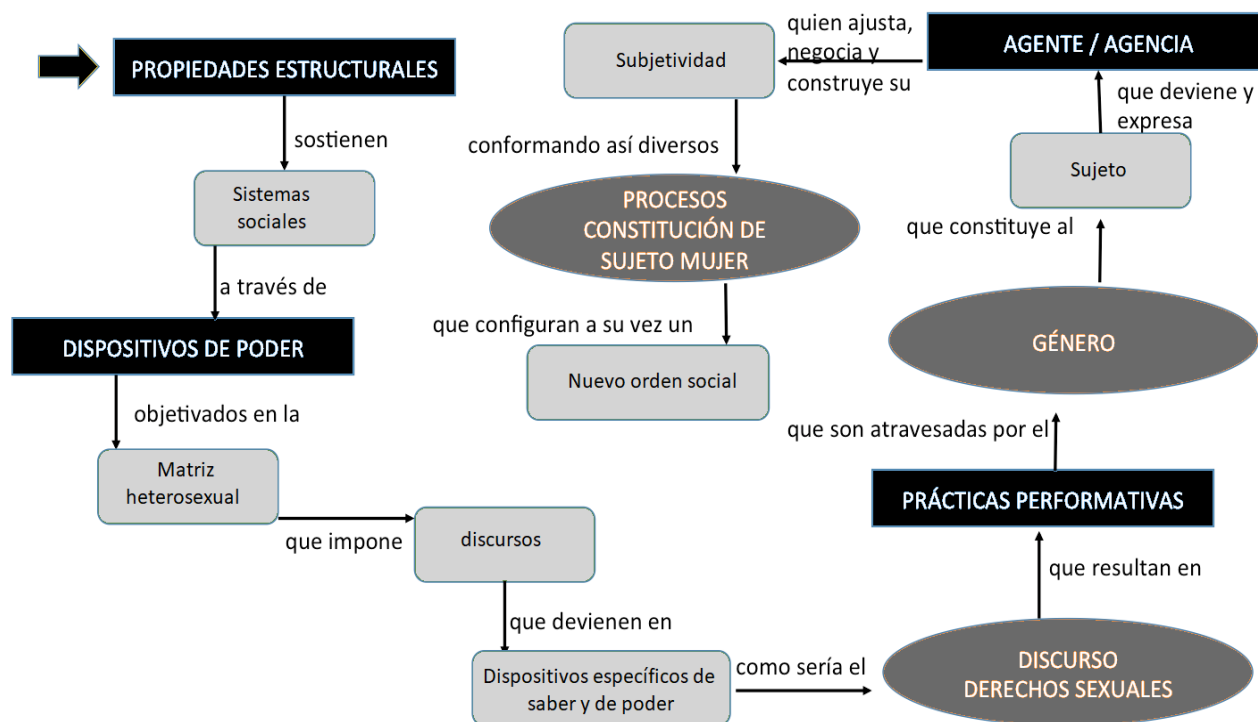 PROPIEDADES ESTRUCTURALES
sostienen
Sistemas
sociales
a través de
DISPOSITIVOS DE PODER
objetivados en la
Matriz
heterosexual
que impone
discursos
que devienen en
Dispositivos específicos de
saber y de poder
como sería el
DISCURSO
DERECHOS SEXUALES
que resultan en
PRÁCTICAS PERFORMATIVAS
que son atravesadas por el
GÉNERO
que constituye al
Sujeto
que deviene y
expresa
AGENTE / AGENCIA
quien ajusta,
negocia y
construye su
Subjetividad
conformando así diversos
PROCESOS
CONSTITUCIÓN DE
SUJETO MUJER
que configuran a su vez un
Nuevo orden social